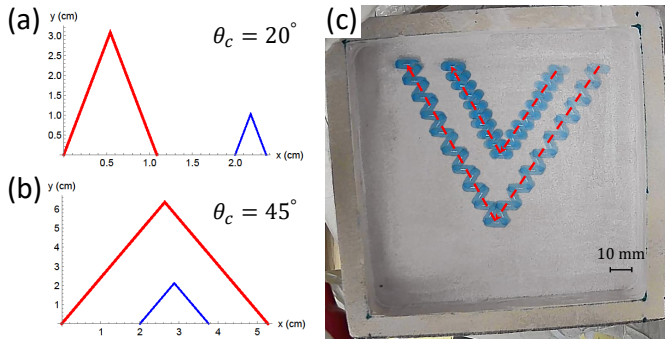 (a)
y (cm)
θc = 20°
3.0
2.5
2.0
1.5
1.0
0.5
0.5 1.0 1.5 2.0 x (cm)
(b)
y (cm)
θc = 45°
6
5
4
3
2
1
1 2 3 4 5 x (cm)
(c)
10 mm